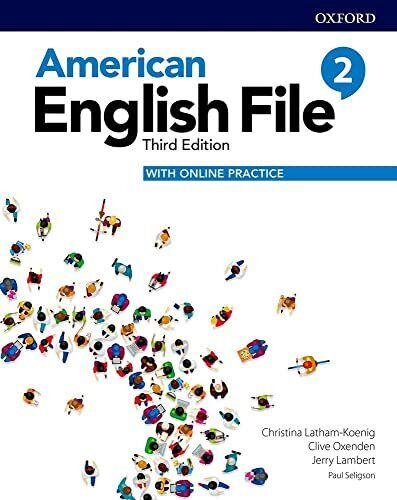 OXFORD
American
English File 2
Third Edition
WITH ONLINE PRACTICE
Christina Latham-Koenig
Clive Oxenden
Jerry Lambert
Paul Seligson